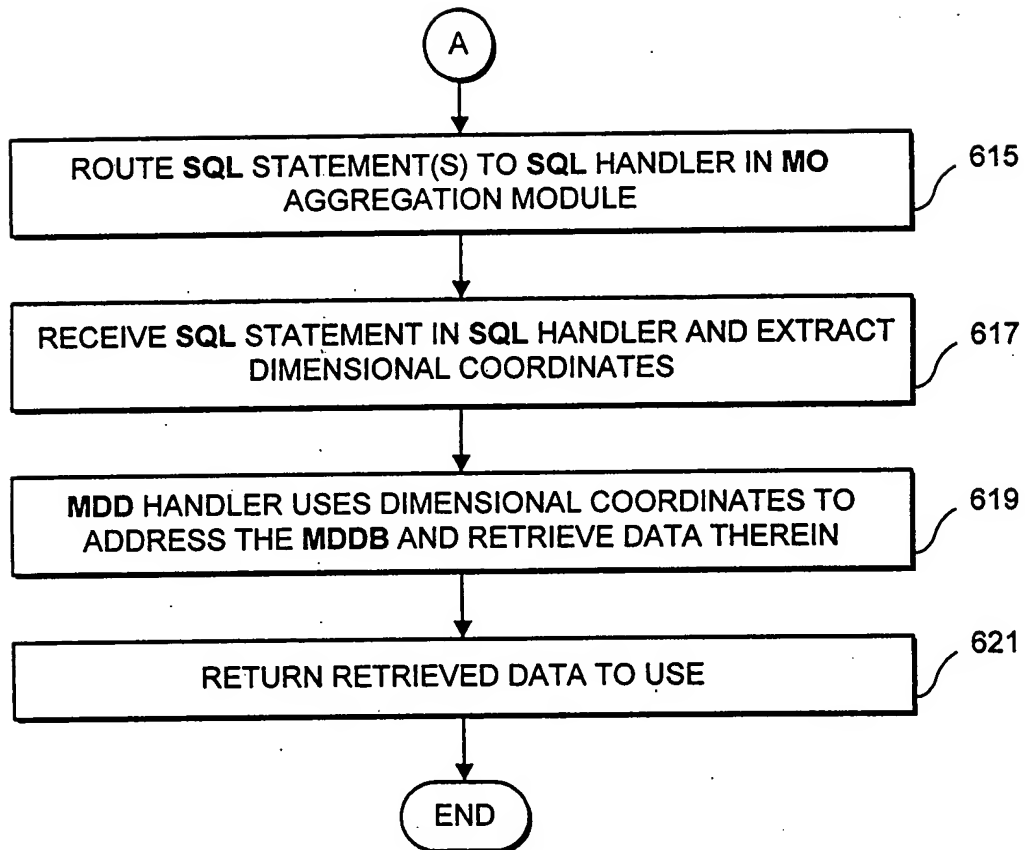 A
ROUTE SQL STATEMENT(S) TO SQL HANDLER IN MO
AGGREGATION MODULE
615
RECEIVE SQL STATEMENT IN SQL HANDLER AND EXTRACT
DIMENSIONAL COORDINATES
617
MDD HANDLER USES DIMENSIONAL COORDINATES TO
ADDRESS THE MDDB AND RETRIEVE DATA THEREIN
619
RETURN RETRIEVED DATA TO USE
621
END